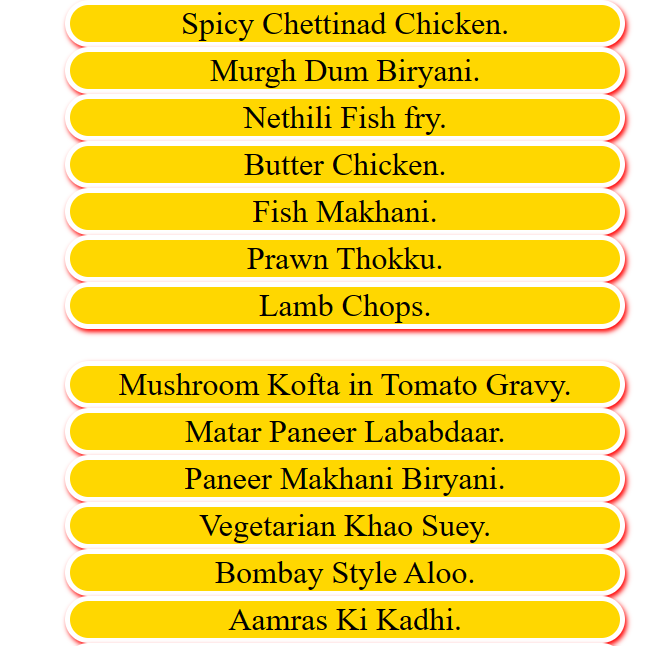 Spicy Chettinad Chicken.
Murgh Dum Biryani.
Nethili Fish fry.
Butter Chicken.
Fish Makhani.
Prawn Thokku.
Lamb Chops.
Mushroom Kofta in Tomato Gravy.
Matar Paneer Lababdaar.
Paneer Makhani Biryani.
Vegetarian Khao Suey.
Bombay Style Aloo.
Aamras Ki Kadhi.